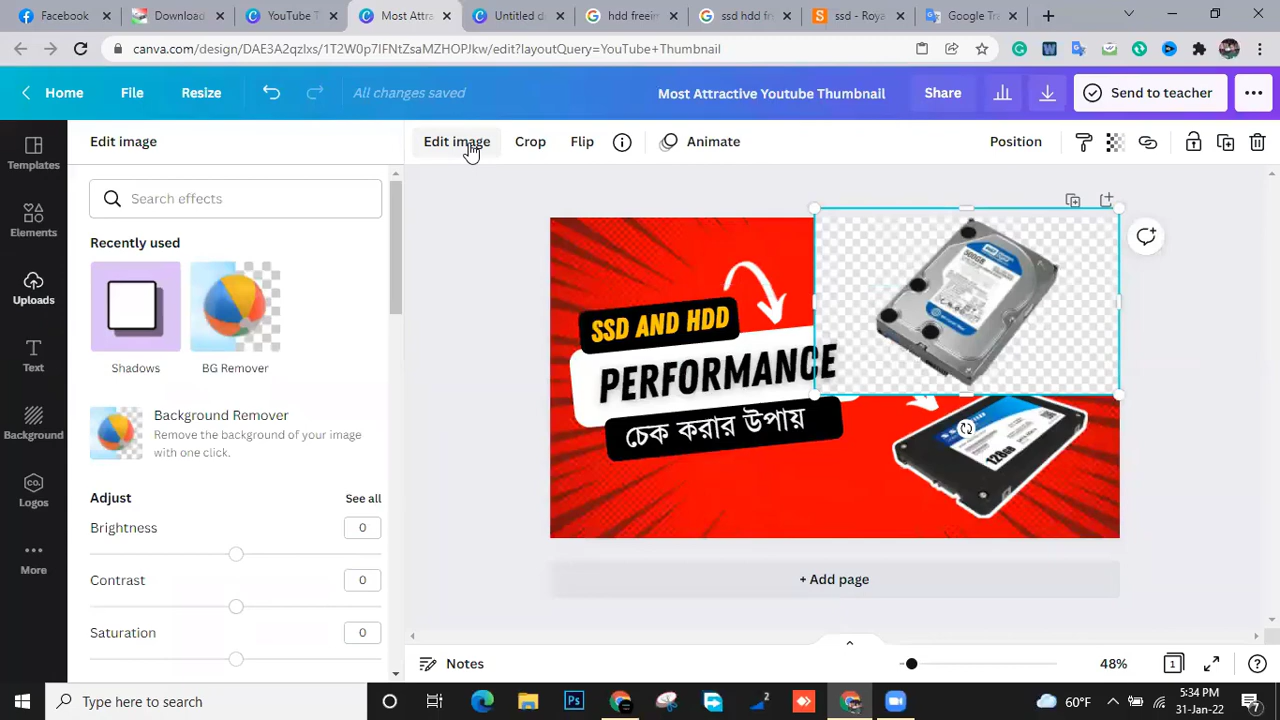 Facebook
Download
YouTube T
Most Attra
Untitled d
hdd freein
ssd hdd fr
ssd - Roya
Google Tra
canva.com/design/DAE3A2qzlxs/1T2W0p7lFNtZsaMZHOPJkw/edit?layoutQuery=YouTube+Thumbnail
Home
File
Resize
All changes saved
Most Attractive Youtube Thumbnail
Share
Send to teacher
Edit image
Edit image
Crop
Flip
Animate
Position
Templates
Elements
Uploads
Text
Background
Logos
More
Search effects
Recently used
Shadows
BG Remover
Background Remover
Remove the background of your image
with one click.
Adjust
See all
Brightness
0
Contrast
0
Saturation
0
SSD AND HDD
PERFORMANCE
চেক করার উপায়
500GB
128GB
+ Add page
Notes
48%
1
Type here to search
60°F
5:34 PM
31-Jan-22